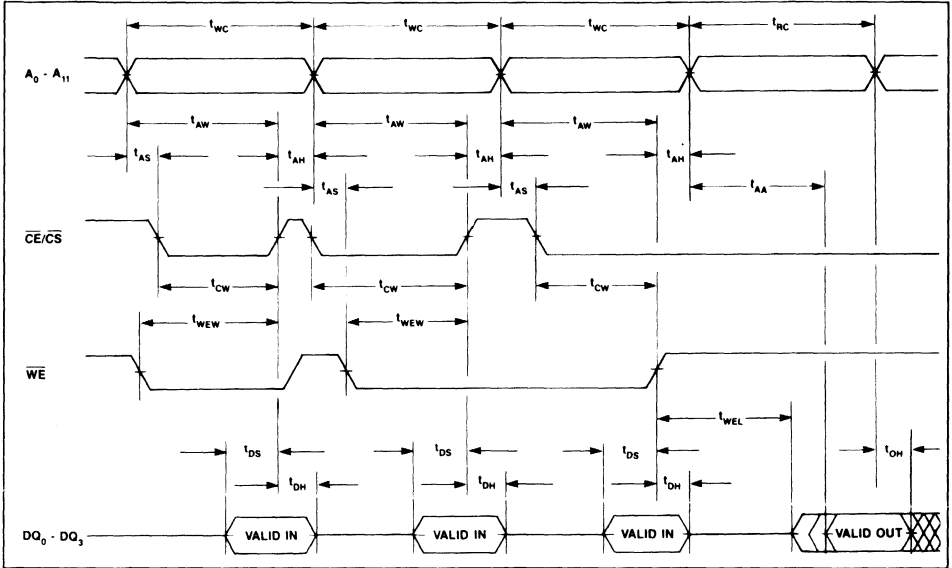 tWC tWC tWC tRC
A0 - A11
tAW tAW tAW
tAS tAH tAH tAH
tAS tAS tAA
CE/CS
tCW tCW tCW
tWEW tWEW
WE
tWEL
tDS tDS tDS tOH
tDH tDH tDH
DQ0 - DQ3 VALID IN VALID IN VALID IN VALID OUT